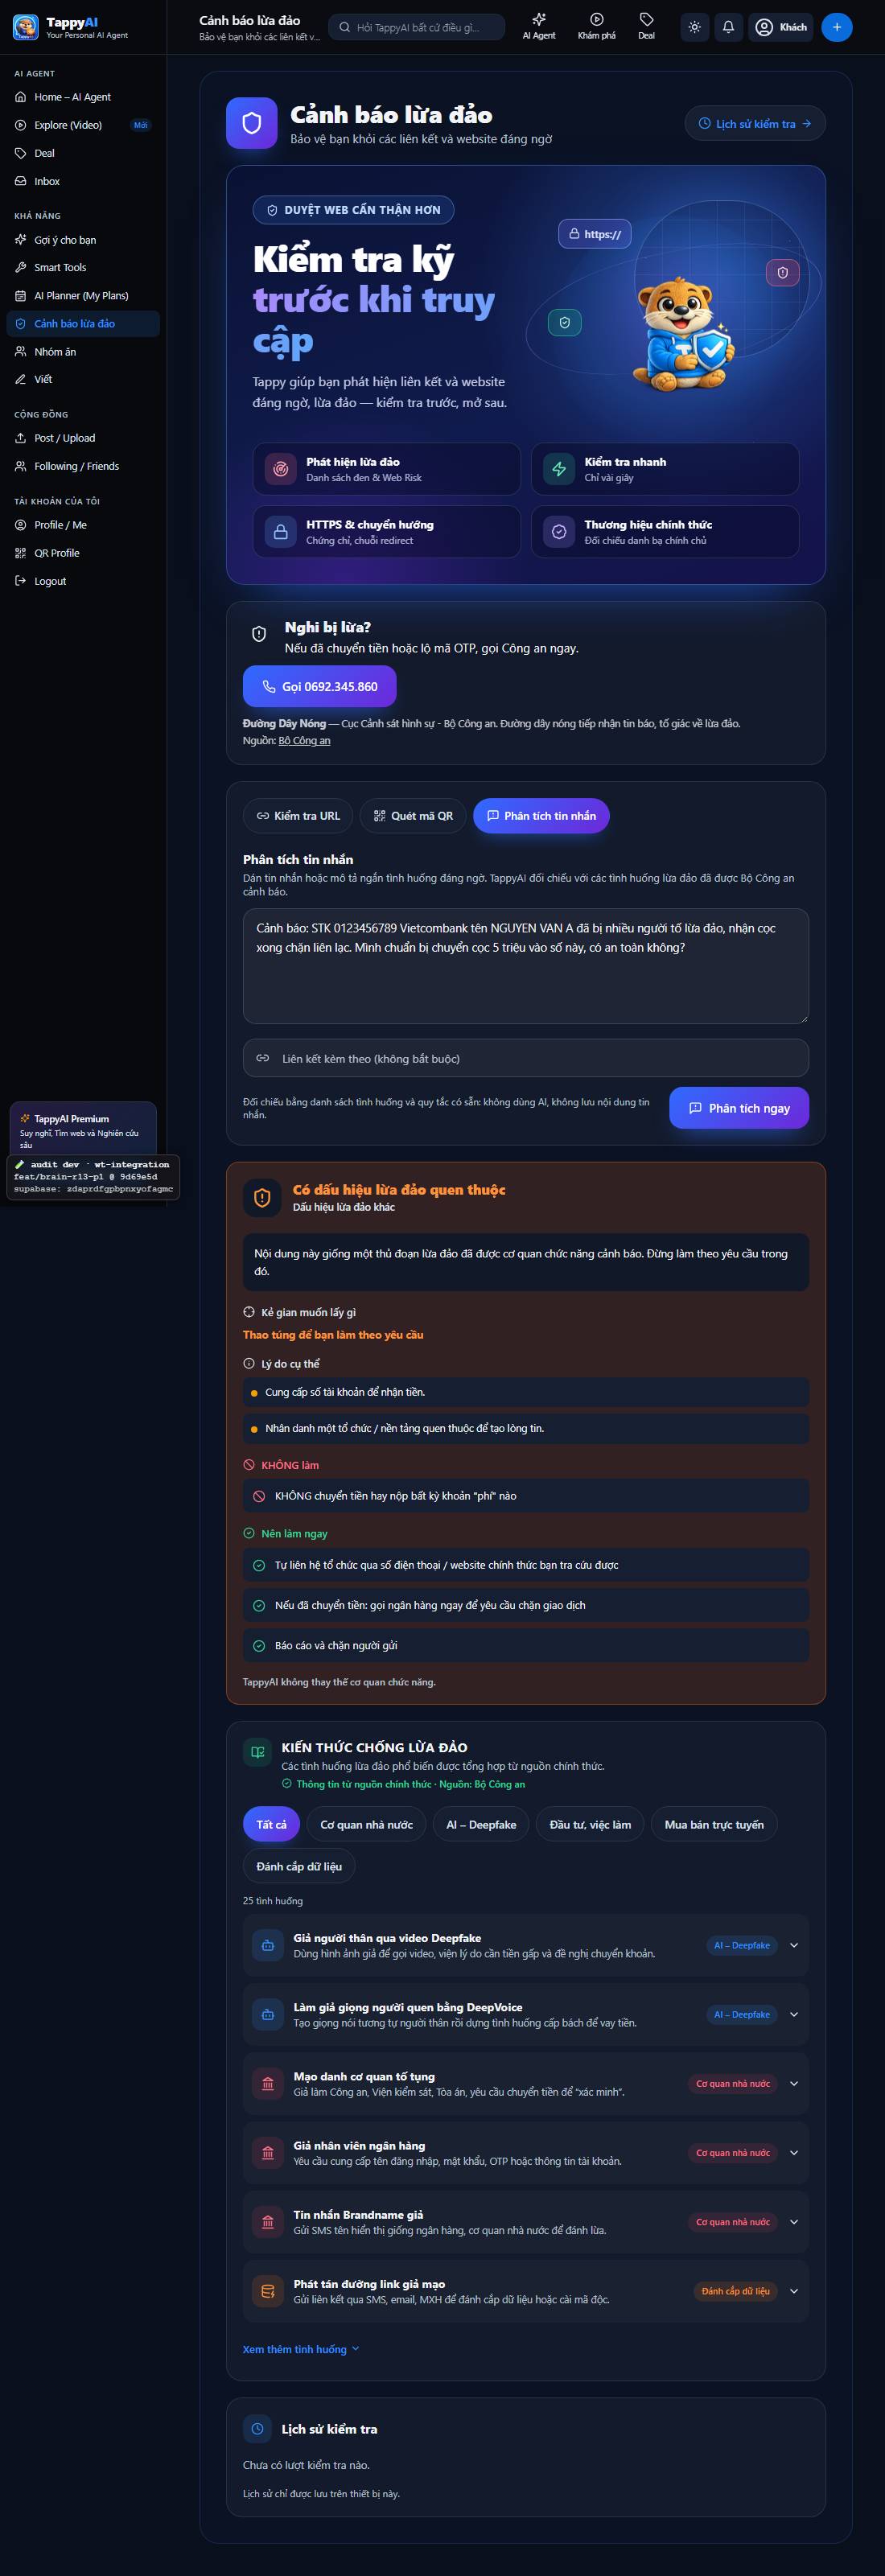 TappyAI
Your Personal AI Agent
Cảnh báo lừa đảo
Bảo vệ bạn khỏi các liên kết v...
Hỏi TappyAI bất cứ điều gì...
AI Agent
Khám phá
Deal
Khách
AI AGENT
Home – AI Agent
Explore (Video)
Mới
Deal
Inbox
KHẢ NĂNG
Gợi ý cho bạn
Smart Tools
AI Planner (My Plans)
Cảnh báo lừa đảo
Nhóm ăn
Viết
CỘNG ĐỒNG
Post / Upload
Following / Friends
TÀI KHOẢN CỦA TÔI
Profile / Me
QR Profile
Logout
TappyAI Premium
Suy nghĩ, Tìm web và Nghiên cứu
sâu
audit dev · wt-integration
feat/brain-r13-p1 @ 9d69e5d
supabase: zdaprdfgpbpnxyofagmc
Cảnh báo lừa đảo
Bảo vệ bạn khỏi các liên kết và website đáng ngờ
Lịch sử kiểm tra
DUYỆT WEB CẨN THẬN HƠN
Kiểm tra kỹ
trước khi truy
cập
Tappy giúp bạn phát hiện liên kết và website
đáng ngờ, lừa đảo — kiểm tra trước, mở sau.
https://
Phát hiện lừa đảo
Danh sách đen & Web Risk
Kiểm tra nhanh
Chỉ vài giây
HTTPS & chuyển hướng
Chứng chỉ, chuỗi redirect
Thương hiệu chính thức
Đối chiếu danh bạ chính chủ
Nghi bị lừa?
Nếu đã chuyển tiền hoặc lộ mã OTP, gọi Công an ngay.
Gọi 0692.345.860
Đường Dây Nóng — Cục Cảnh sát hình sự - Bộ Công an. Đường dây nóng tiếp nhận tin báo, tố giác về lừa đảo.
Nguồn: Bộ Công an
Kiểm tra URL
Quét mã QR
Phân tích tin nhắn
Phân tích tin nhắn
Dán tin nhắn hoặc mô tả ngắn tình huống đáng ngờ. TappyAI đối chiếu với các tình huống lừa đảo đã được Bộ Công an
cảnh báo.
Cảnh báo: STK 0123456789 Vietcombank tên NGUYEN VAN A đã bị nhiều người tố lừa đảo, nhận cọc
xong chặn liên lạc. Mình chuẩn bị chuyển cọc 5 triệu vào số này, có an toàn không?
Liên kết kèm theo (không bắt buộc)
Đối chiếu bằng danh sách tình huống và quy tắc có sẵn: không dùng AI, không lưu nội dung tin
nhắn.
Phân tích ngay
Có dấu hiệu lừa đảo quen thuộc
Dấu hiệu lừa đảo khác
Nội dung này giống một thủ đoạn lừa đảo đã được cơ quan chức năng cảnh báo. Đừng làm theo yêu cầu trong
đó.
Kẻ gian muốn lấy gì
Thao túng để bạn làm theo yêu cầu
Lý do cụ thể
Cung cấp số tài khoản để nhận tiền.
Nhân danh một tổ chức / nền tảng quen thuộc để tạo lòng tin.
KHÔNG làm
KHÔNG chuyển tiền hay nộp bất kỳ khoản "phí" nào
Nên làm ngay
Tự liên hệ tổ chức qua số điện thoại / website chính thức bạn tra cứu được
Nếu đã chuyển tiền: gọi ngân hàng ngay để yêu cầu chặn giao dịch
Báo cáo và chặn người gửi
TappyAI không thay thế cơ quan chức năng.
KIẾN THỨC CHỐNG LỪA ĐẢO
Các tình huống lừa đảo phổ biến được tổng hợp từ nguồn chính thức.
Thông tin từ nguồn chính thức · Nguồn: Bộ Công an
Tất cả
Cơ quan nhà nước
AI – Deepfake
Đầu tư, việc làm
Mua bán trực tuyến
Đánh cắp dữ liệu
25 tình huống
Giả người thân qua video Deepfake
Dùng hình ảnh giả để gọi video, viện lý do cần tiền gấp và đề nghị chuyển khoản.
AI – Deepfake
Làm giả giọng người quen bằng DeepVoice
Tạo giọng nói tương tự người thân rồi dựng tình huống cấp bách để vay tiền.
AI – Deepfake
Mạo danh cơ quan tố tụng
Giả làm Công an, Viện kiểm sát, Tòa án, yêu cầu chuyển tiền để “xác minh”.
Cơ quan nhà nước
Giả nhân viên ngân hàng
Yêu cầu cung cấp tên đăng nhập, mật khẩu, OTP hoặc thông tin tài khoản.
Cơ quan nhà nước
Tin nhắn Brandname giả
Gửi SMS tên hiển thị giống ngân hàng, cơ quan nhà nước để đánh lừa.
Cơ quan nhà nước
Phát tán đường link giả mạo
Gửi liên kết qua SMS, email, MXH để đánh cắp dữ liệu hoặc cài mã độc.
Đánh cắp dữ liệu
Xem thêm tình huống
Lịch sử kiểm tra
Chưa có lượt kiểm tra nào.
Lịch sử chỉ được lưu trên thiết bị này.